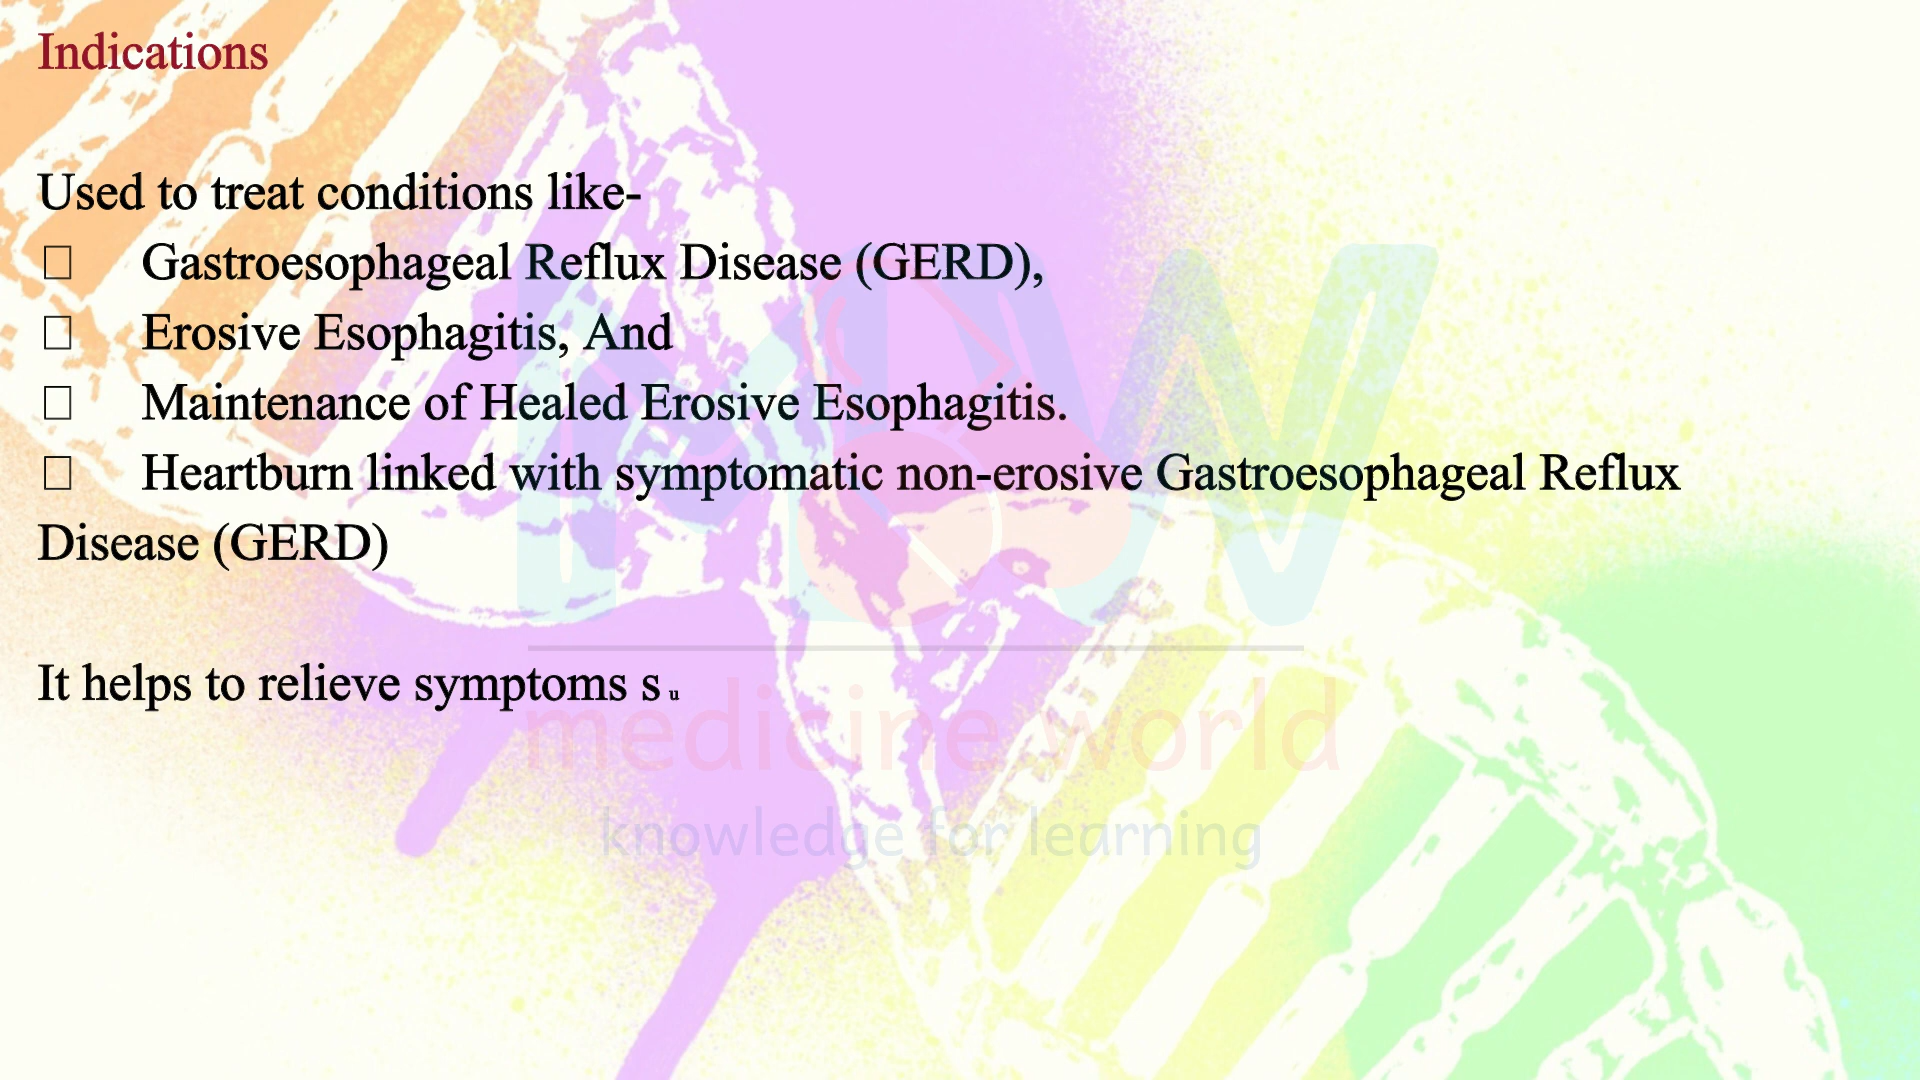 Indications
Used to treat conditions like-
☐ Gastroesophageal Reflux Disease (GERD),
☐ Erosive Esophagitis, And
☐ Maintenance of Healed Erosive Esophagitis.
☐ Heartburn linked with symptomatic non-erosive Gastroesophageal Reflux
Disease (GERD)
It helps to relieve symptoms s u
MW
medicine world
knowledge for learning